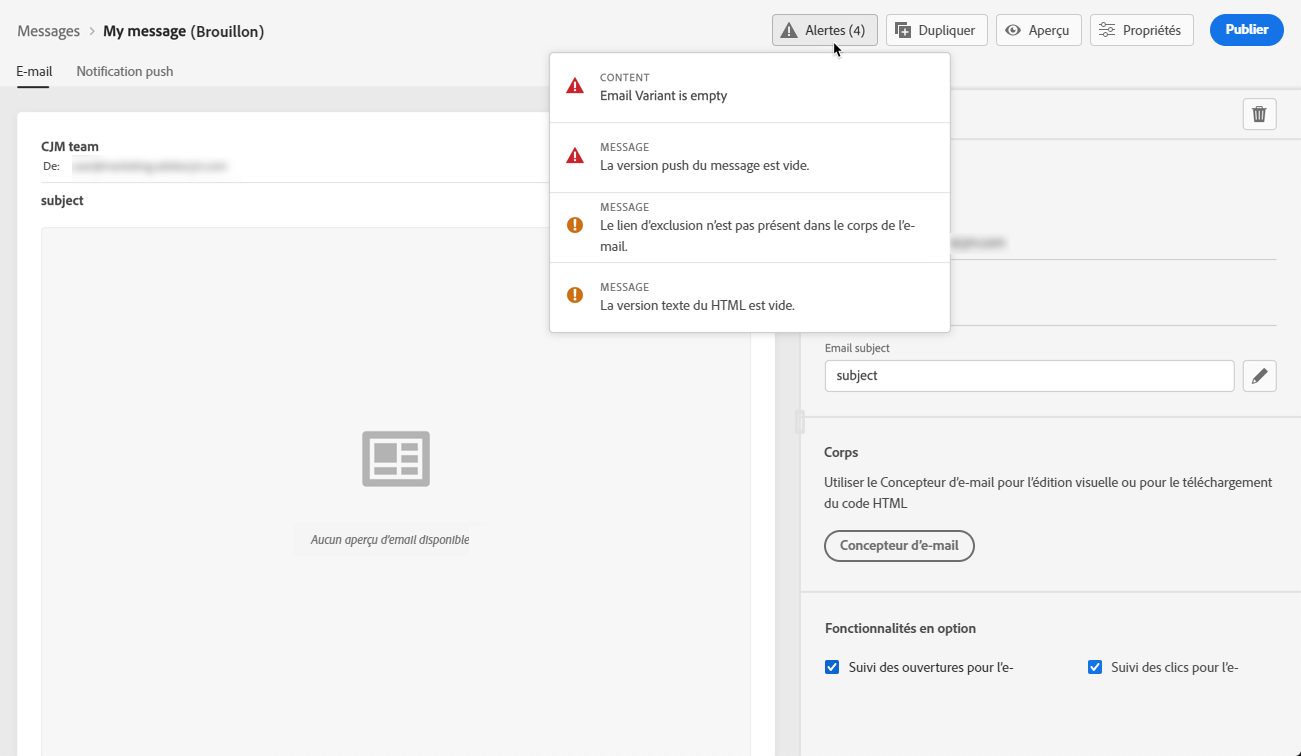 Messages > My message (Brouillon)
Alertes (4)
Dupliquer
Aperçu
Propriétés
Publier
E-mail
Notification push
CONTENT
Email Variant is empty
MESSAGE
La version push du message est vide.
MESSAGE
Le lien d'exclusion n'est pas présent dans le corps de l'e-
mail.
MESSAGE
La version texte du HTML est vide.
CJM team
De:
subject
Aucun aperçu d'email disponible
Email subject
subject
Corps
Utiliser le Concepteur d'e-mail pour l'édition visuelle ou pour le téléchargement
du code HTML
Concepteur d'e-mail
Fonctionnalités en option
Suivi des ouvertures pour l'e-
Suivi des clics pour l'e-